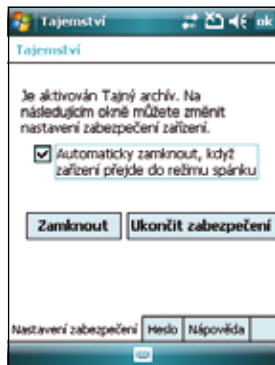 Tajemství ok
Tajemství
Je aktivován Tajný archív. Na
následujícím okně můžete změnit
nastavení zabezpečení zařízení.
Automaticky zamknout, když
zařízení přejde do režimu spánku
Zamknout Ukončit zabezpečení
Nastavení zabezpečení Heslo Nápověda